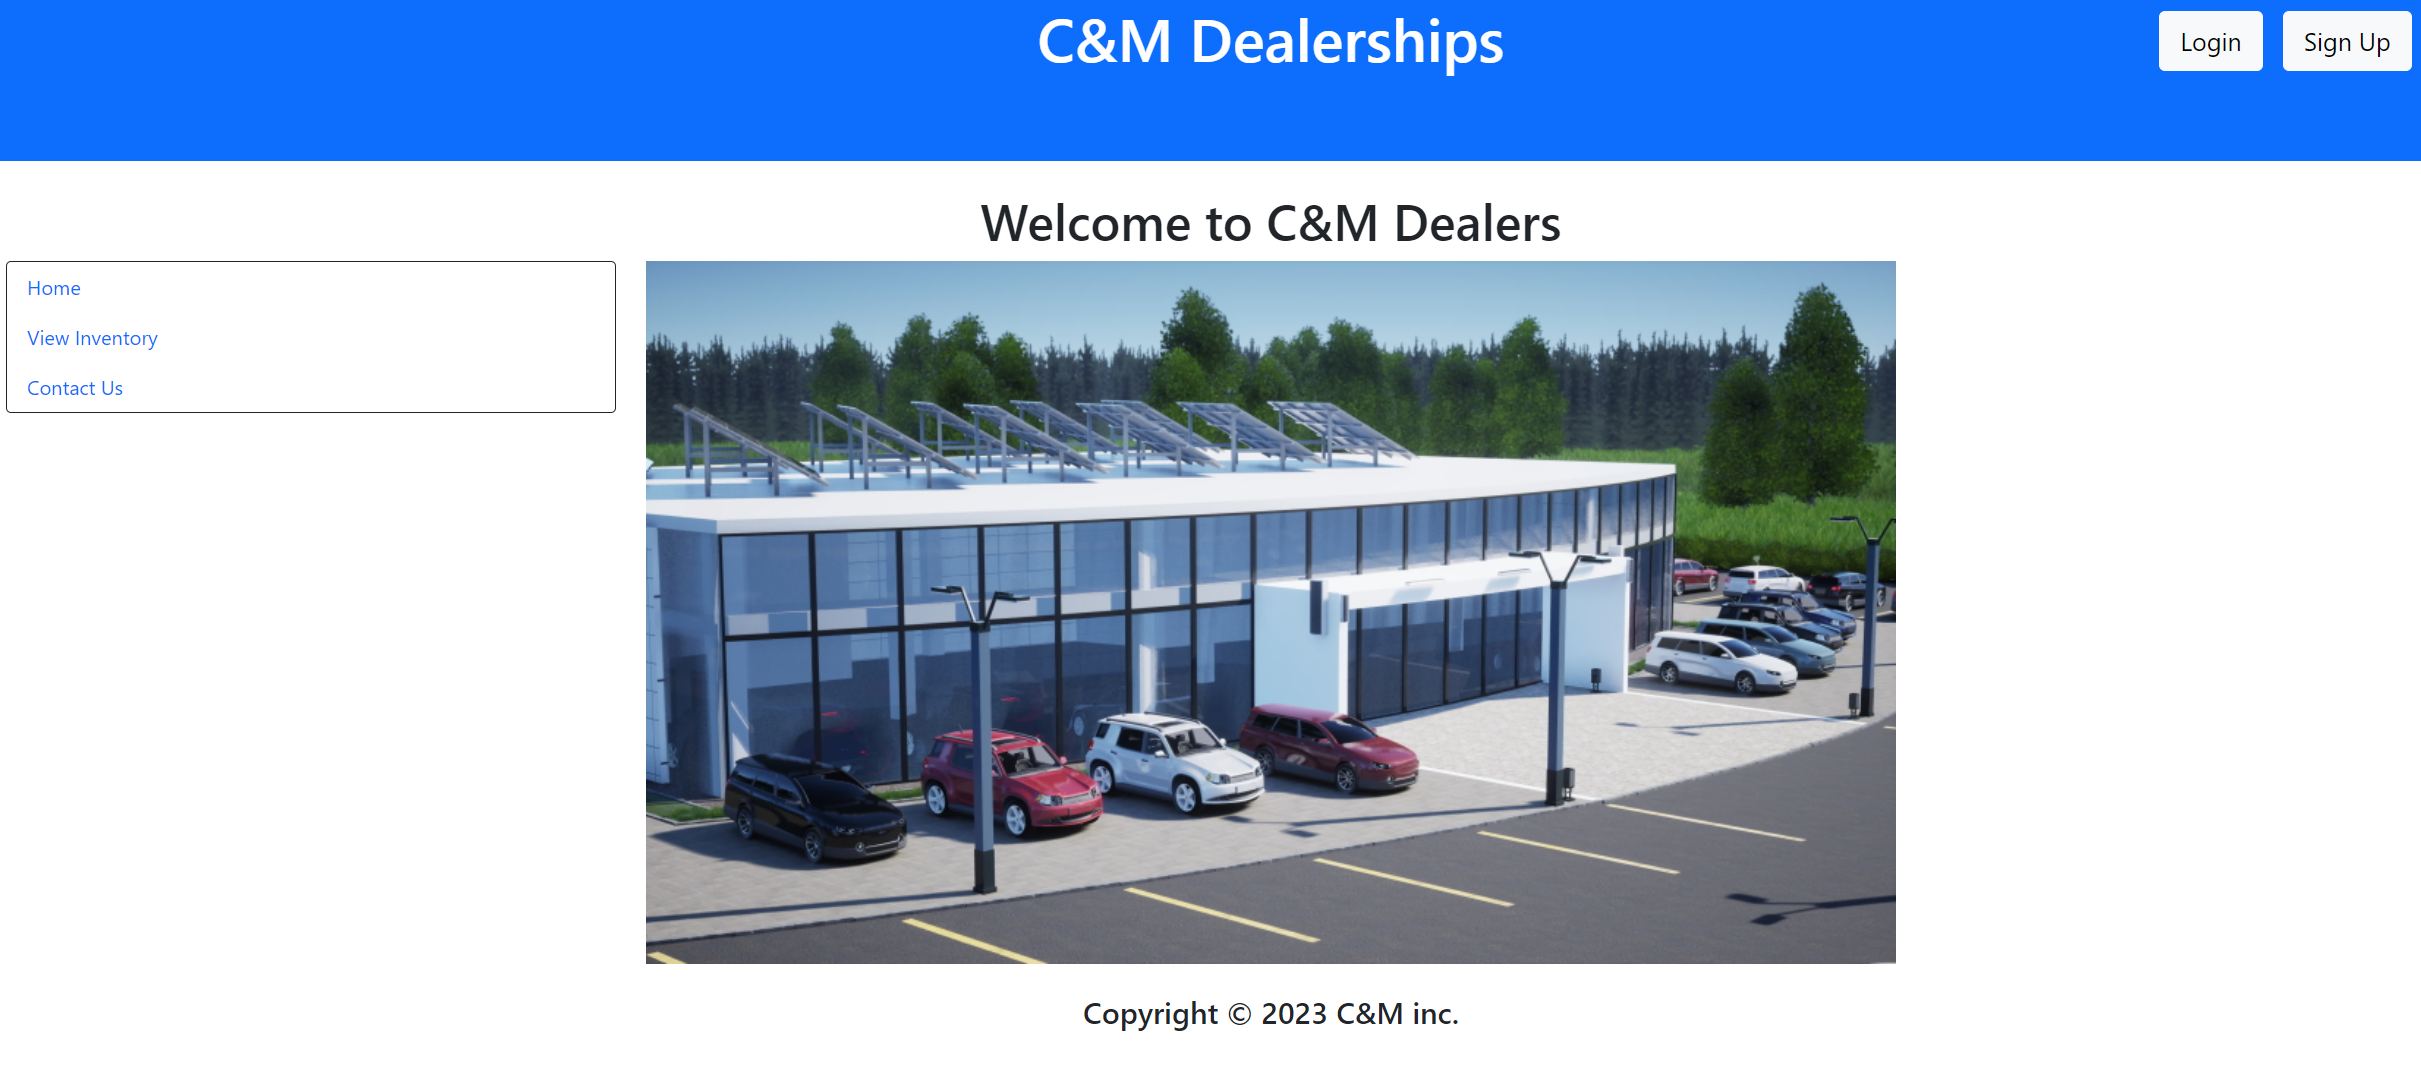 C&M Dealerships
Login
Sign Up
Welcome to C&M Dealers
Home
View Inventory
Contact Us
Copyright © 2023 C&M inc.